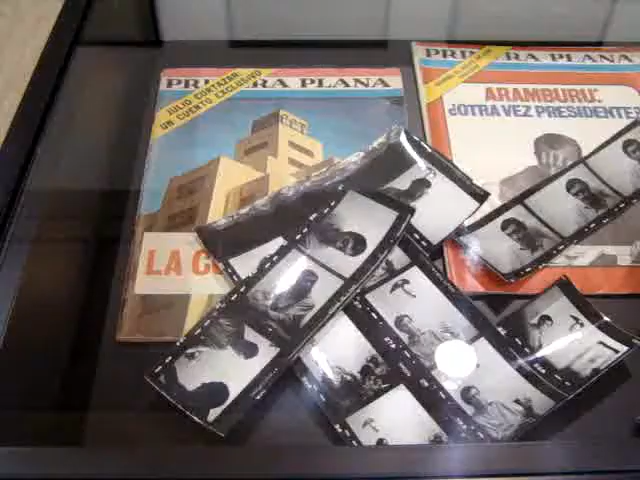 PRIMERA PLANA
JULIO CORTAZAR:
UN CUENTO EXCLUSIVO
LA
PRIMERA PLANA
ARAMBURU:
¿OTRA VEZ PRESIDENTE?